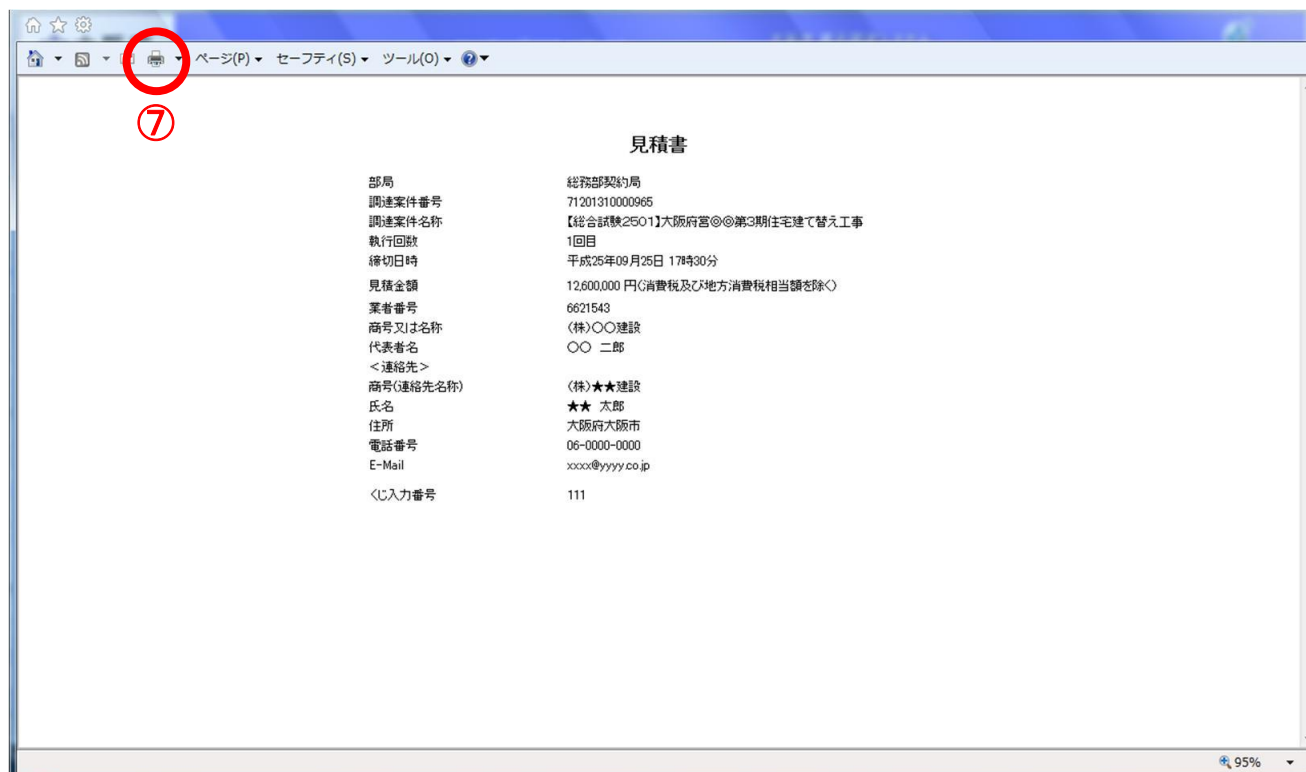 ページ(P) セーフティ(S) ツール(O)
⑦
見積書
部局 総務部契約局
調達案件番号 71201310000965
調達案件名称 【総合試験2501】大阪府営◎◎第3期住宅建て替え工事
執行回数 1回目
締切日時 平成25年09月25日 17時30分
見積金額 12,600,000 円(消費税及び地方消費税相当額を除く)
業者番号 6621543
商号又は名称 (株)〇〇建設
代表者名 〇〇 二郎
<連絡先>
商号(連絡先名称) (株)★★建設
氏名 ★★ 太郎
住所 大阪府大阪市
電話番号 06-0000-0000
E-Mail xxxx@yyyy.co.jp
くじ入力番号 111
95%